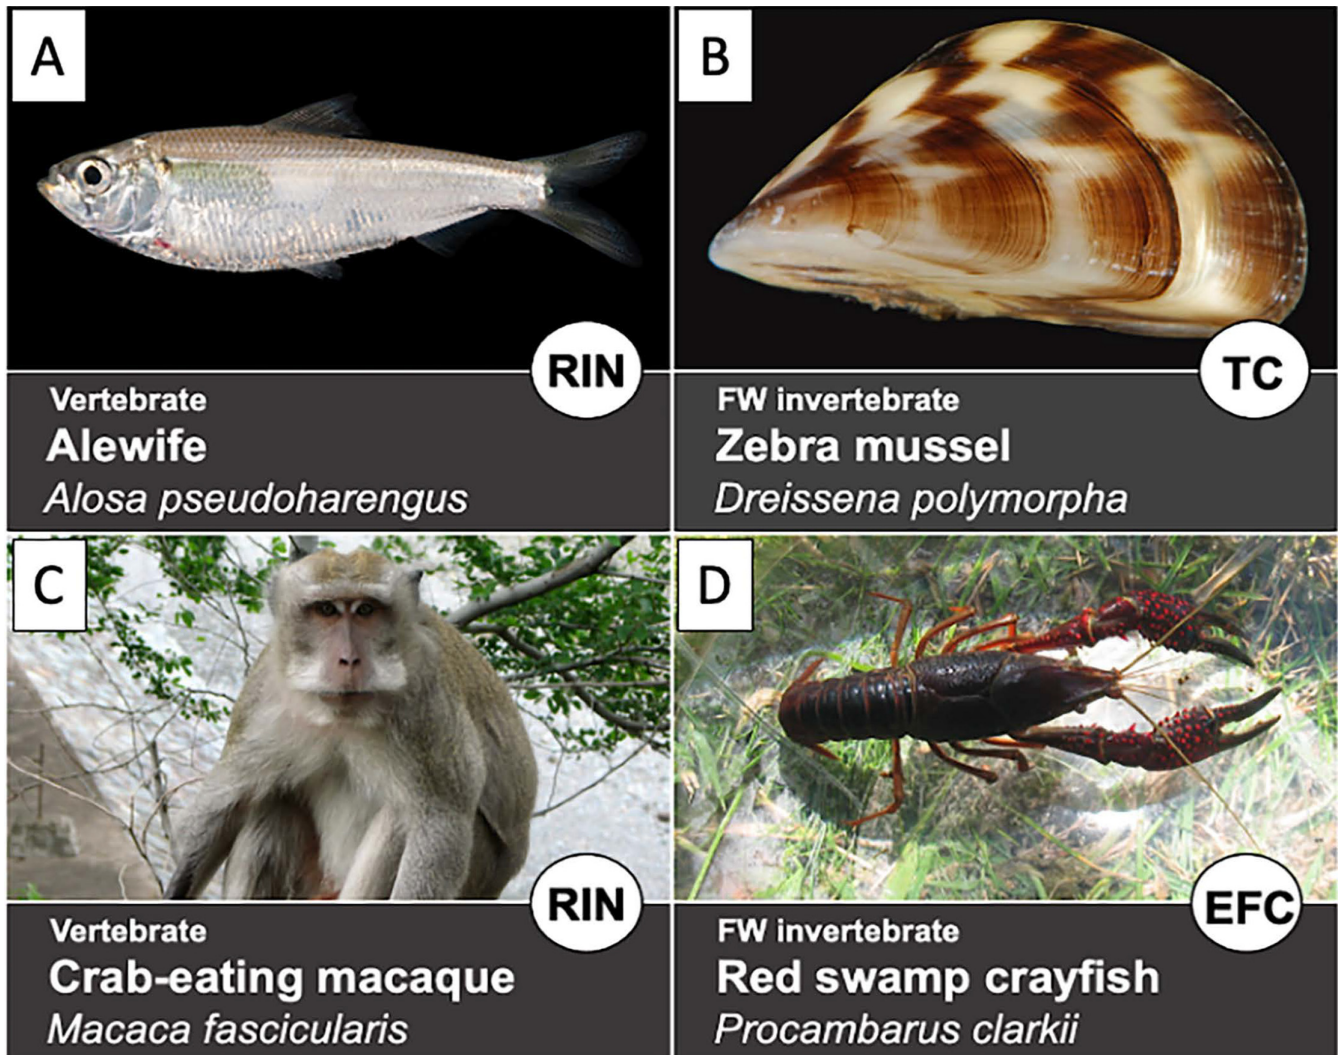 A
RIN
Vertebrate
Alewife
Alosa pseudoharengus
B
TC
FW invertebrate
Zebra mussel
Dreissena polymorpha
C
RIN
Vertebrate
Crab-eating macaque
Macaca fascicularis
D
EFC
FW invertebrate
Red swamp crayfish
Procambarus clarkii